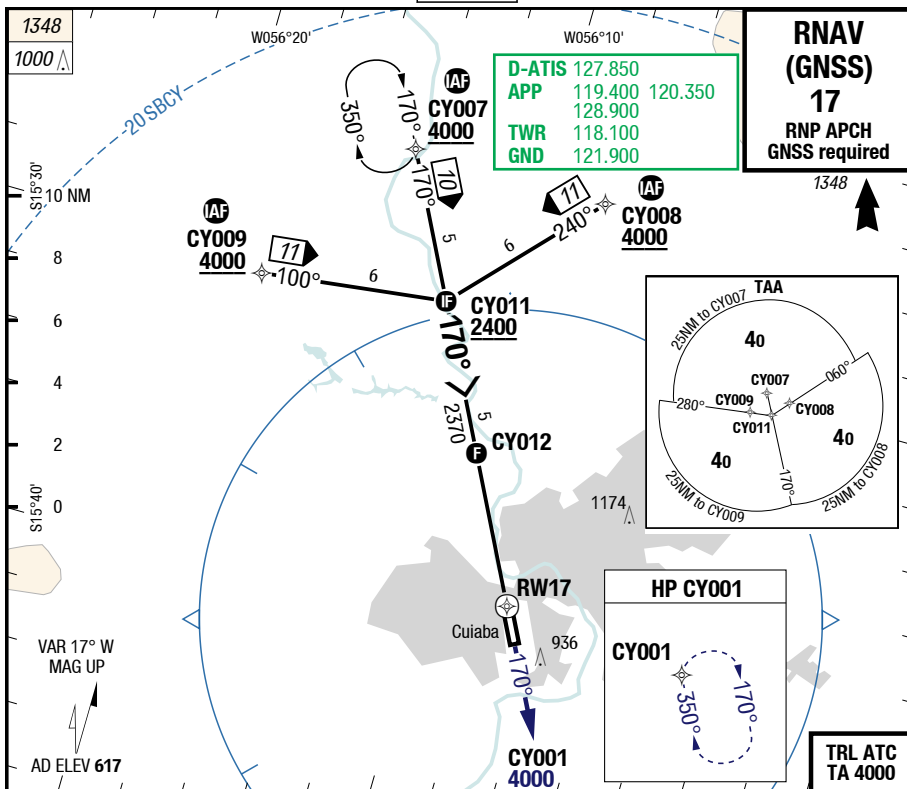 1348
1000
W056°20'
W056°10'
20 SBCY
RNAV
(GNSS)
17
RNP APCH
GNSS required
D-ATIS 127.850
APP 119.400 120.350
128.900
TWR 118.100
GND 121.900
IAF
CY007
4000
350°
170°
170°
10
5
S15°30'
10 NM
8
6
4
2
0
S15°40'
IAF
CY009
4000
11
100°
6
IAF
CY008
4000
11
240°
6
1348
IF
CY011
2400
170°
5
2370
F
CY012
TAA
25NM to CY007
40
CY007
060°
CY009
280°
CY008
CY011
40
40
170°
25NM to CY009
25NM to CY008
1174
RW17
Cuiaba
936
170°
CY001
4000
HP CY001
CY001
350°
170°
VAR 17° W
MAG UP
AD ELEV 617
TRL ATC
TA 4000